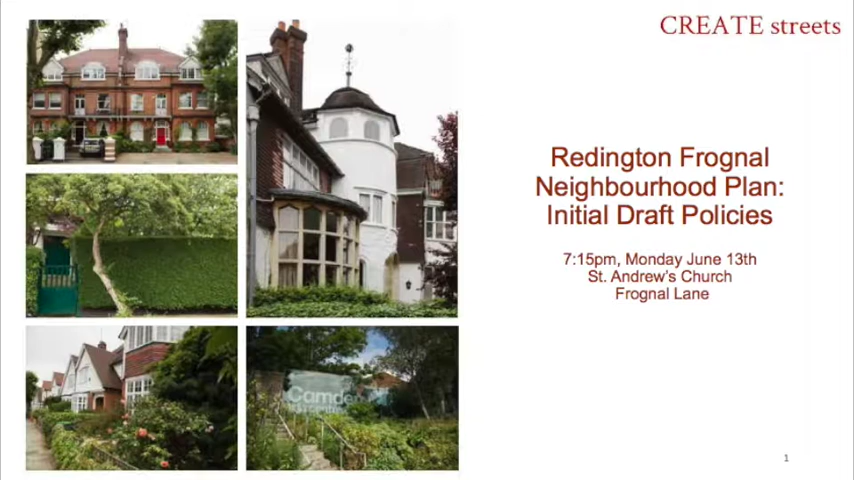 CREATE streets
Redington Frognal
Neighbourhood Plan:
Initial Draft Policies
7:15pm, Monday June 13th
St. Andrew's Church
Frognal Lane
Camden
1